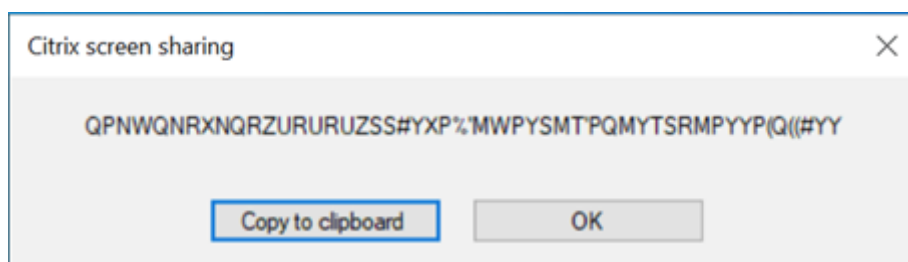 Citrix screen sharing
QPNWQNRXNQRZURURUZSS#YXP%'MWPYSMT'PQMYTSRMPYYP(Q((#YY
Copy to clipboard
OK